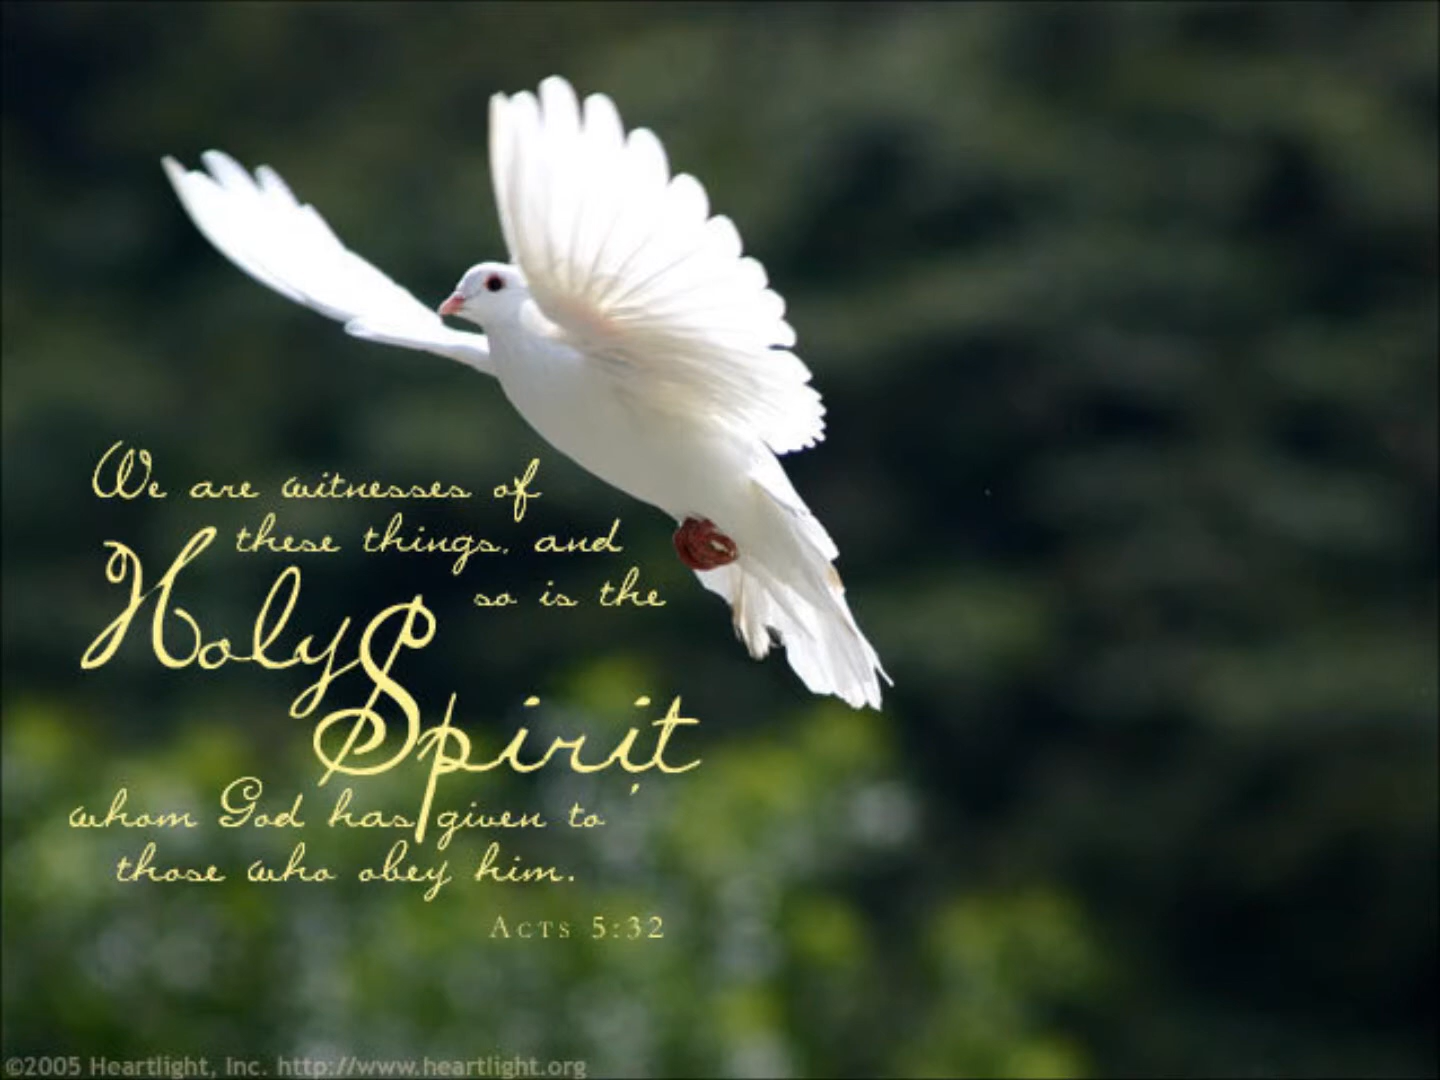 We are witnesses of
these things, and
so is the
Holy
Spirit,
whom God has given to
those who obey him.
Acts 5:32
©2005 Heartlight, Inc. http://www.heartlight.org